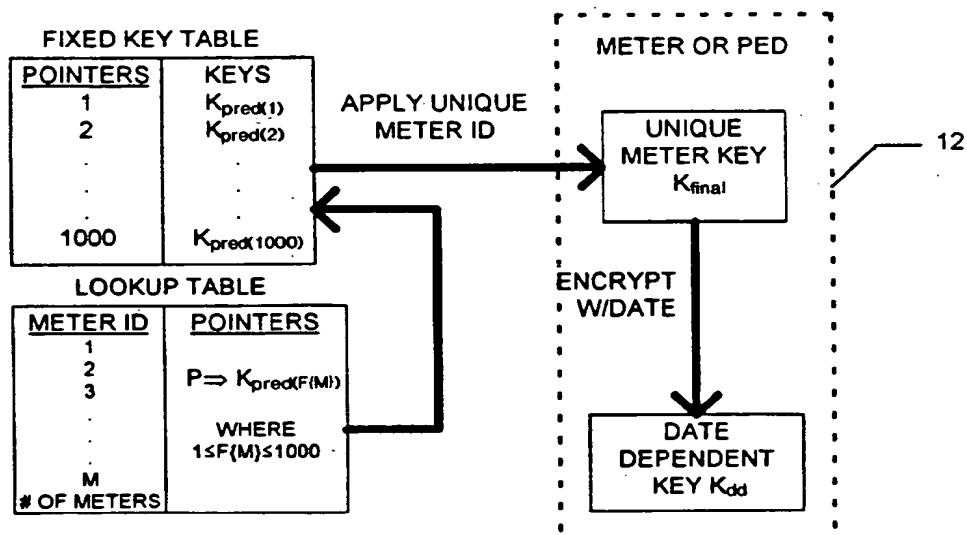 FIXED KEY TABLE
POINTERS KEYS
1 Kpred(1)
2 Kpred(2)
. .
. .
. .
1000 Kpred(1000)
APPLY UNIQUE
METER ID
METER OR PED
UNIQUE
METER KEY
Kfinal
12
ENCRYPT
W/DATE
DATE
DEPENDENT
KEY Kdd
LOOKUP TABLE
METER ID POINTERS
1
2
3
P⇒ Kpred(F{M})
.
.
.
WHERE
1≤F{M}≤1000
M
# OF METERS